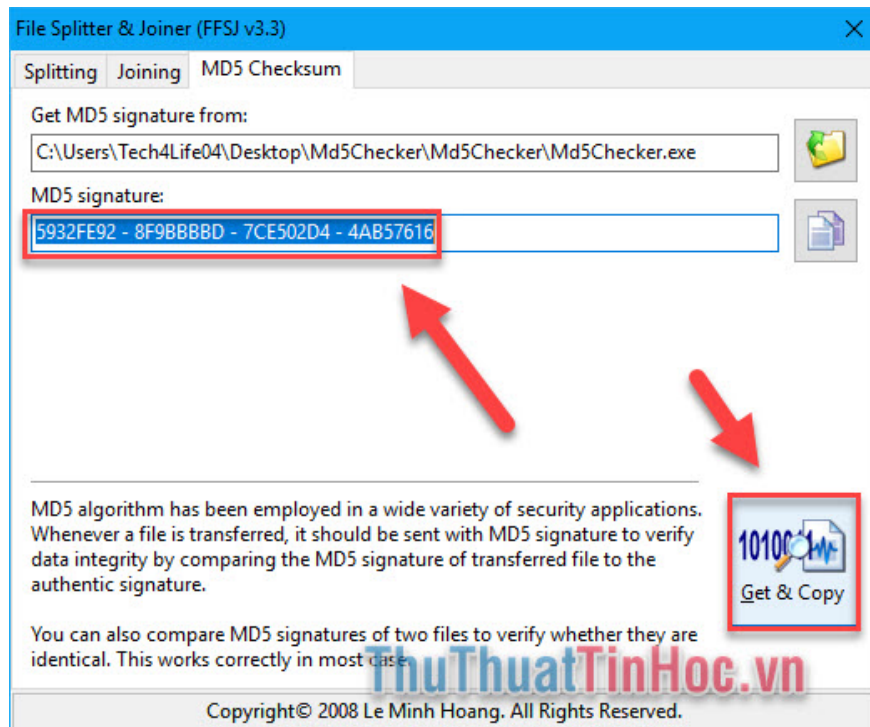 File Splitter & Joiner (FFSJ v3.3)
Splitting Joining MD5 Checksum
Get MD5 signature from:
C:\Users\Tech4Life04\Desktop\Md5Checker\Md5Checker\Md5Checker.exe
MD5 signature:
5932FE92 - 8F9BBBBD - 7CE502D4 - 4AB57616
MD5 algorithm has been employed in a wide variety of security applications.
Whenever a file is transferred, it should be sent with MD5 signature to verify
data integrity by comparing the MD5 signature of transferred file to the
authentic signature.
Get & Copy
You can also compare MD5 signatures of two files to verify whether they are
identical. This works correctly in most case.
ThuThuatTinHoc.vn
Copyright© 2008 Le Minh Hoang. All Rights Reserved.